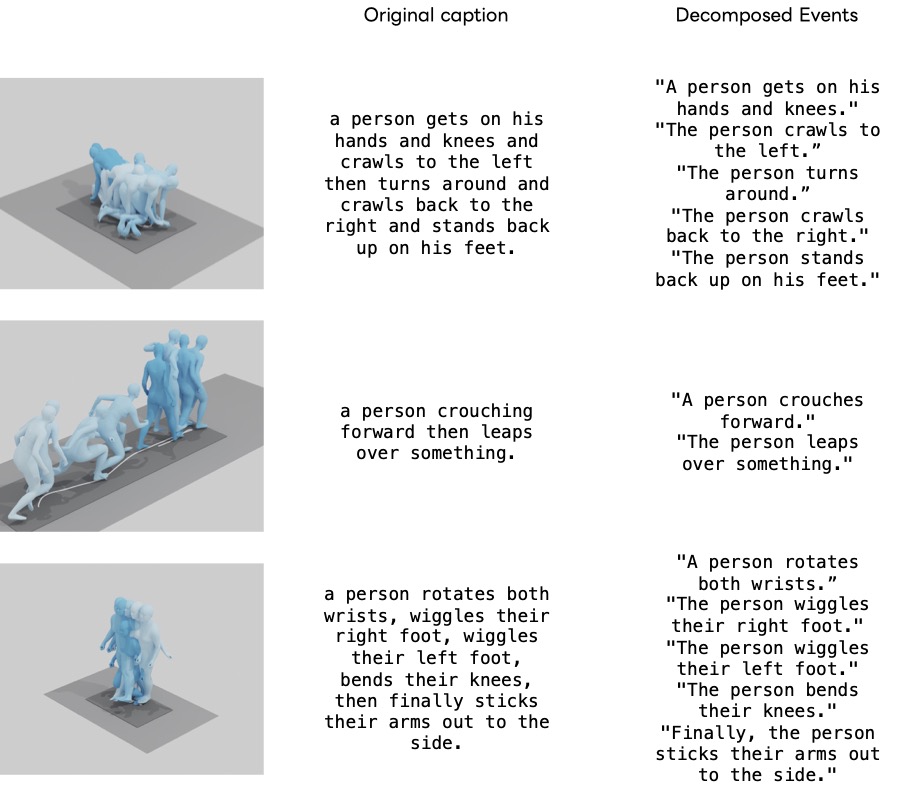 Original caption
Decomposed Events
a person gets on his
hands and knees and
crawls to the left
then turns around and
crawls back to the
right and stands back
up on his feet.
"A person gets on his
hands and knees."
"The person crawls to
the left.”
"The person turns
around.”
"The person crawls
back to the right."
"The person stands
back up on his feet."
a person crouching
forward then leaps
over something.
"A person crouches
forward."
"The person leaps
over something."
a person rotates both
wrists, wiggles their
right foot, wiggles
their left foot,
bends their knees,
then finally sticks
their arms out to the
side.
"A person rotates
both wrists.”
"The person wiggles
their right foot."
"The person wiggles
their left foot."
"The person bends
their knees."
"Finally, the person
sticks their arms out
to the side."